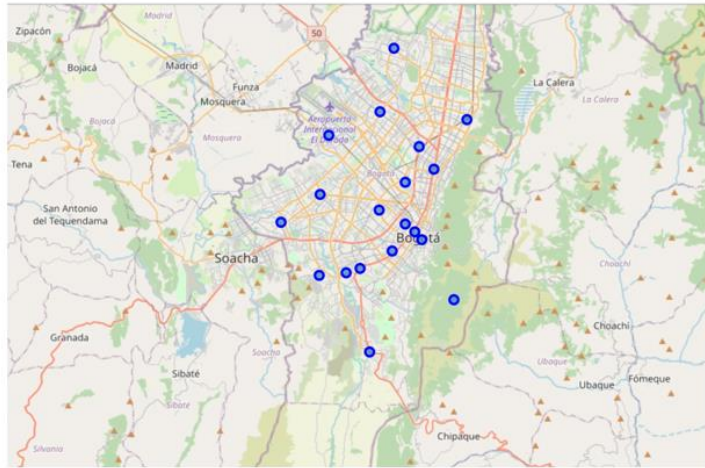 Zipacón
Madrid
50
Bojacá
Madrid
Funza
La Calera
Mosquera
Aeropuerto
Internacional
El Dorado
La Calera
Bojacá
Mosquera
Tena
Bogotá
San Antonio
del Tequendama
Bogotá
Soacha
Choachí
Granada
Soacha
Choachí
Ubaque
Sibaté
Ubaque
Fómeque
Sibaté
Chipaque
Silvania